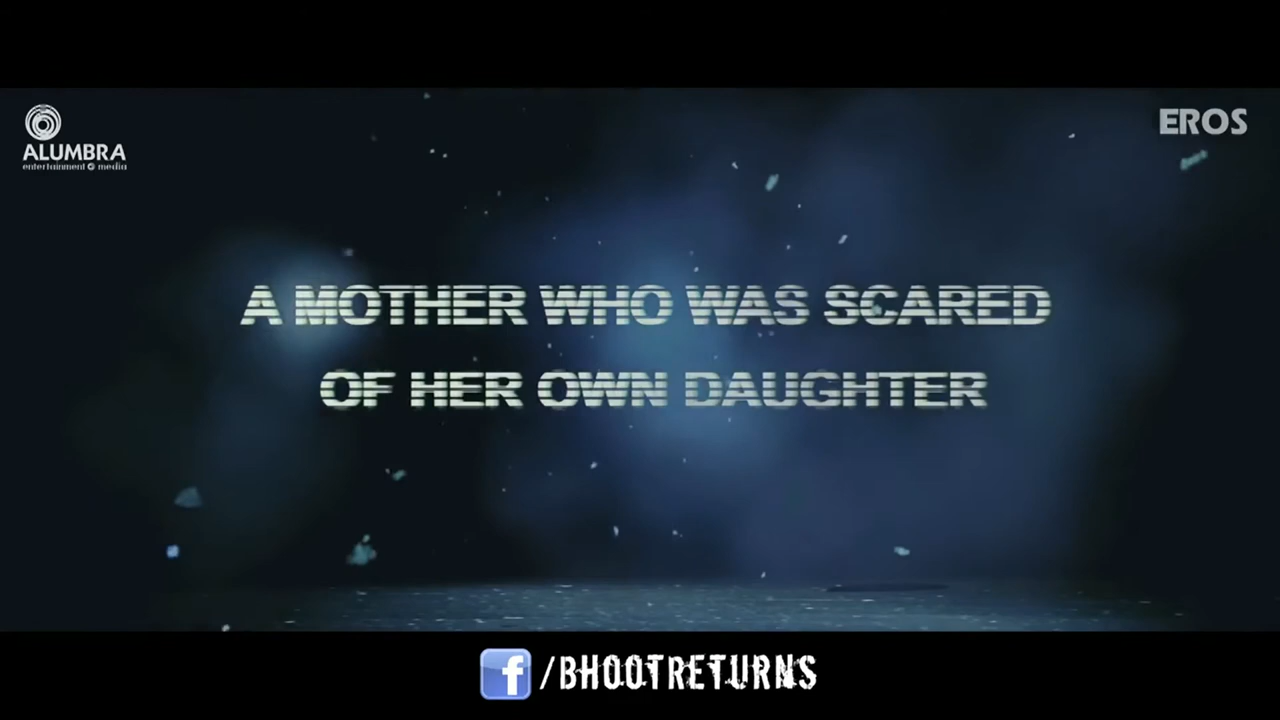 ALUMBRA
entertainment media
EROS
A MOTHER WHO WAS SCARED
OF HER OWN DAUGHTER
f /BHOOTRETURNS